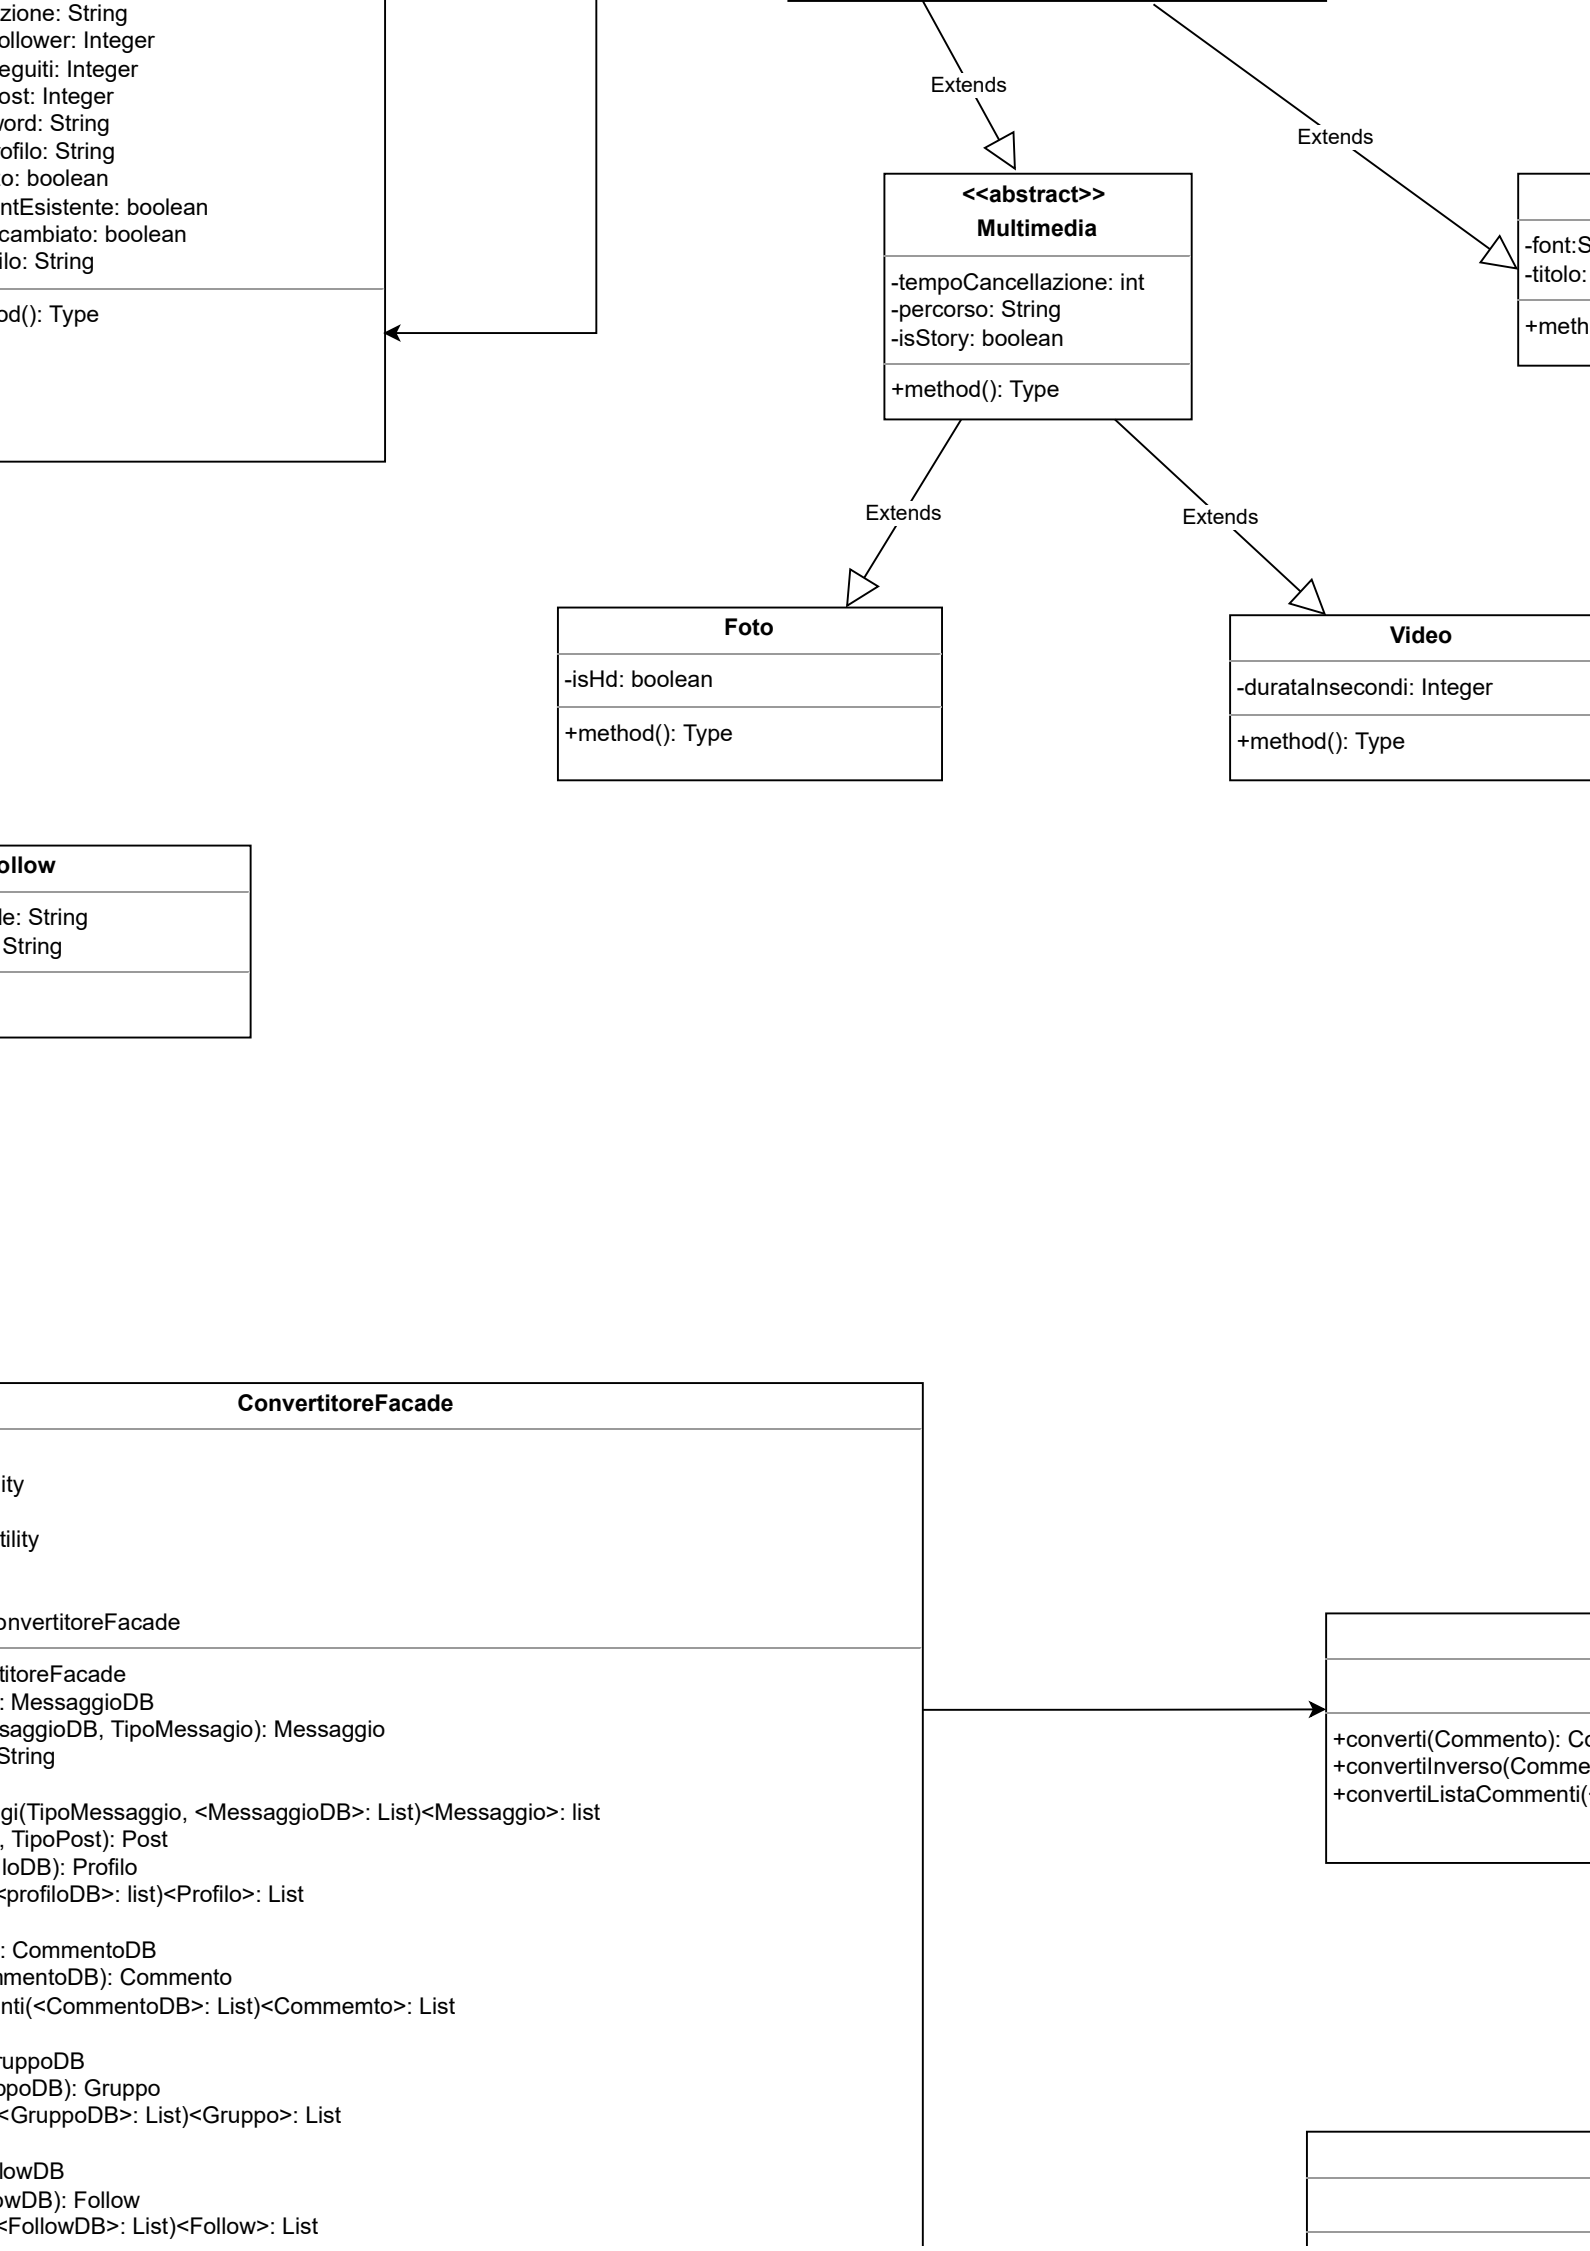 zione: String
ollower: Integer
eguiti: Integer
ost: Integer
word: String
ofilo: String
to: boolean
ntEsistente: boolean
cambiato: boolean
ilo: String
od(): Type
Extends
Extends
<<abstract>>
Multimedia
-tempoCancellazione: int
-percorso: String
-isStory: boolean
+method(): Type
-font:S
-titolo:
+meth
Extends
Extends
Foto
-isHd: boolean
+method(): Type
Video
-durataInsecondi: Integer
+method(): Type
ollow
le: String
String
ConvertitoreFacade
ity
tility
onvertitoreFacade
titoreFacade
: MessaggioDB
saggioDB, TipoMessagio): Messaggio
String
gi(TipoMessaggio, <MessaggioDB>: List)<Messaggio>: list
, TipoPost): Post
loDB): Profilo
<profiloDB>: list)<Profilo>: List
: CommentoDB
mentoDB): Commento
nti(<CommentoDB>: List)<Commemto>: List
ruppoDB
ppoDB): Gruppo
<GruppoDB>: List)<Gruppo>: List
lowDB
owDB): Follow
<FollowDB>: List)<Follow>: List
+converti(Commento): Co
+convertiInverso(Comme
+convertiListaCommenti(